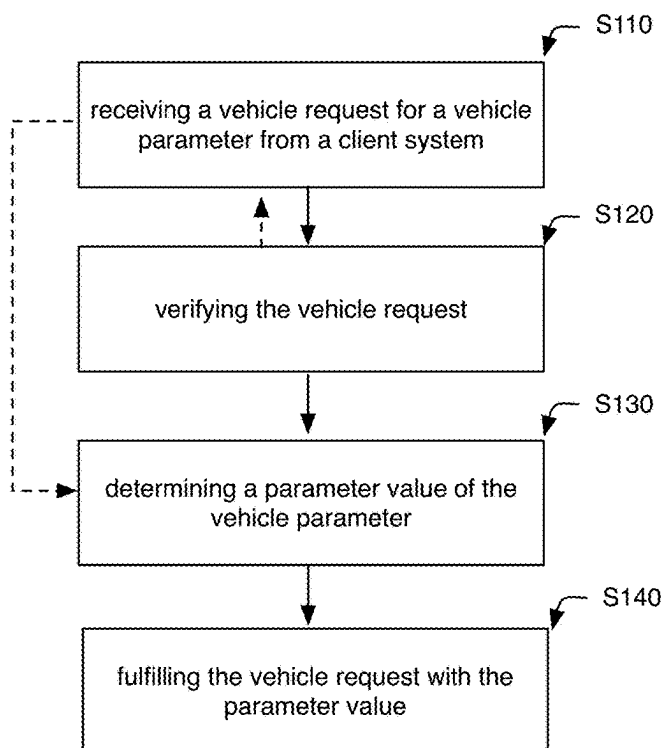 S110
receiving a vehicle request for a vehicle
parameter from a client system
S120
verifying the vehicle request
S130
determining a parameter value of the
vehicle parameter
S140
fulfilling the vehicle request with the
parameter value